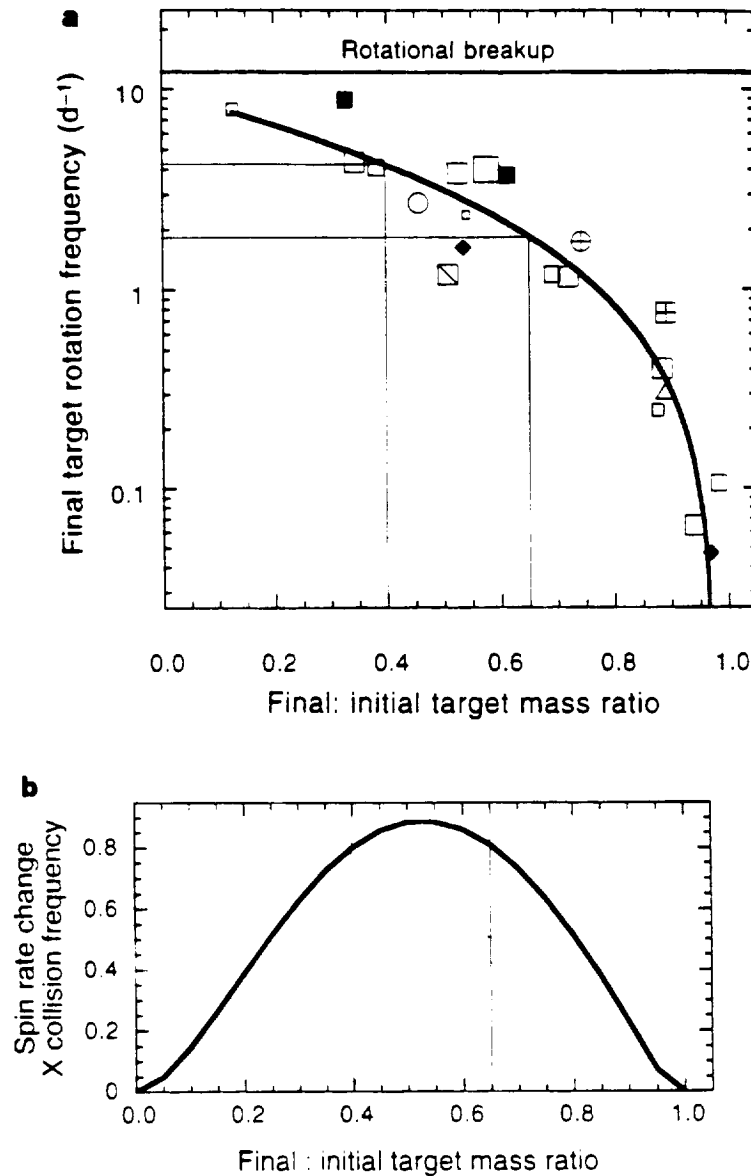 a
Rotational breakup
Final target rotation frequency (d⁻¹)
10
1
0.1
0.0 0.2 0.4 0.6 0.8 1.0
Final: initial target mass ratio
b
Spin rate change
X collision frequency
0.8
0.6
0.4
0.2
0
0.0 0.2 0.4 0.6 0.8 1.0
Final : initial target mass ratio